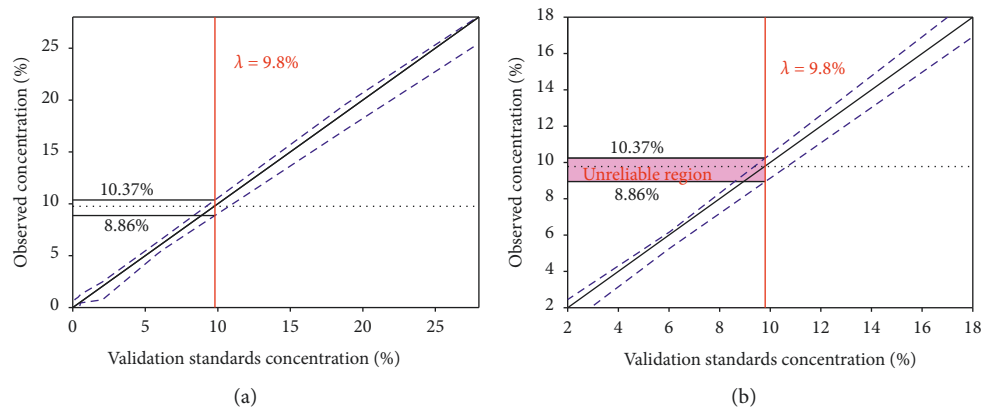 25
20
15
10
5
0
Observed concentration (%)
λ = 9.8%
10.37%
8.86%
0 5 10 15 20 25
Validation standards concentration (%)
(a)
18
16
14
12
10
8
6
4
2
Observed concentration (%)
λ = 9.8%
10.37%
Unreliable region
8.86%
2 4 6 8 10 12 14 16 18
Validation standards concentration (%)
(b)